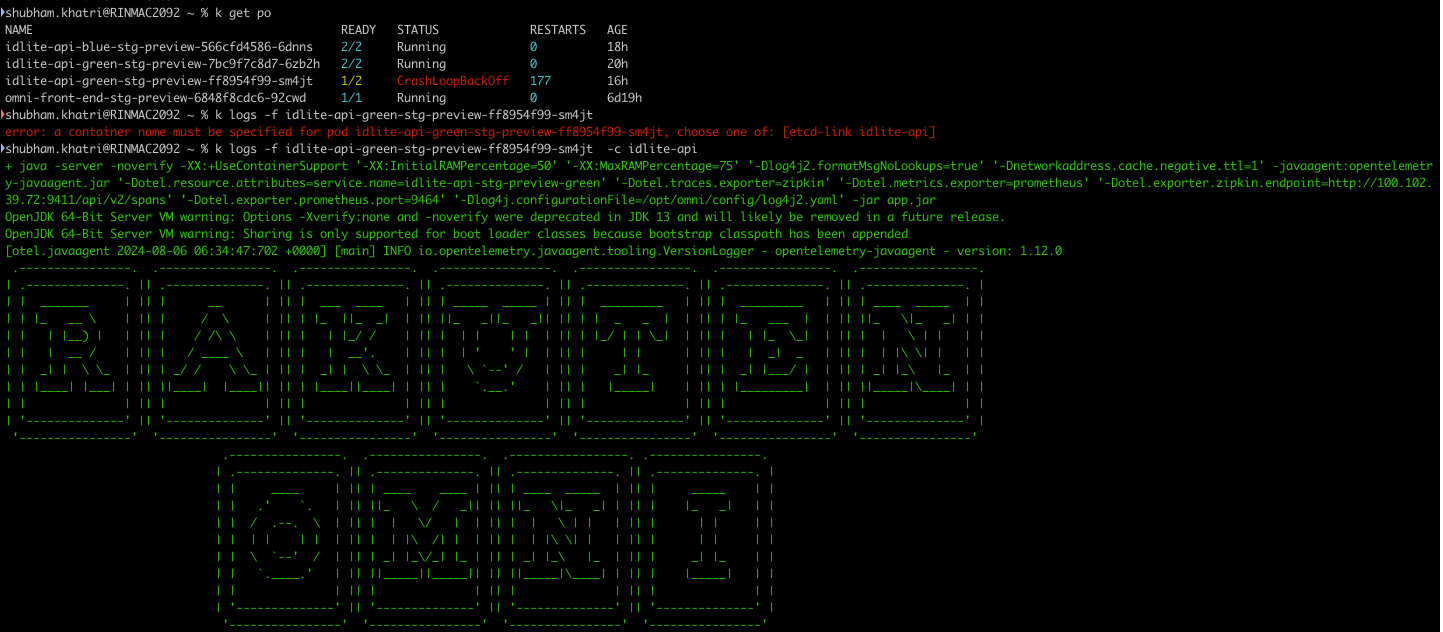 shubham.khatri@RINMAC2092 ~ % k get po
NAME READY STATUS RESTARTS AGE
idlite-api-blue-stg-preview-566cfd4586-6dnns 2/2 Running 0 18h
idlite-api-green-stg-preview-7bc9f7c8d7-6zb2h 2/2 Running 0 20h
idlite-api-green-stg-preview-ff8954f99-sm4jt 1/2 CrashLoopBackOff 177 16h
omni-front-end-stg-preview-6848f8cdc6-92cwd 1/1 Running 0 6d19h
shubham.khatri@RINMAC2092 ~ % k logs -f idlite-api-green-stg-preview-ff8954f99-sm4jt
error: a container name must be specified for pod idlite-api-green-stg-preview-ff8954f99-sm4jt, choose one of: [etcd-link idlite-api]
shubham.khatri@RINMAC2092 ~ % k logs -f idlite-api-green-stg-preview-ff8954f99-sm4jt -c idlite-api
+ java -server -noverify -XX:+UseContainerSupport '-XX:InitialRAMPercentage=50' '-XX:MaxRAMPercentage=75' '-Dlog4j2.formatMsgNoLookups=true' '-Dnetworkaddress.cache.negative.ttl=1' -javaagent:opentelemetr
y-javaagent.jar '-Dotel.resource.attributes=service.name=idlite-api-stg-preview-green' '-Dotel.traces.exporter=zipkin' '-Dotel.metrics.exporter=prometheus' '-Dotel.exporter.zipkin.endpoint=http://100.102.
39.72:9411/api/v2/spans' '-Dotel.exporter.prometheus.port=9464' '-Dlog4j.configurationFile=/opt/omni/config/log4j2.yaml' -jar app.jar
OpenJDK 64-Bit Server VM warning: Options -Xverify:none and -noverify were deprecated in JDK 13 and will likely be removed in a future release.
OpenJDK 64-Bit Server VM warning: Sharing is only supported for boot loader classes because bootstrap classpath has been appended
[otel.javaagent 2024-08-06 06:34:47:702 +0000] [main] INFO io.opentelemetry.javaagent.tooling.VersionLogger - opentelemetry-javaagent - version: 1.12.0
RAKUTEN
OMNI